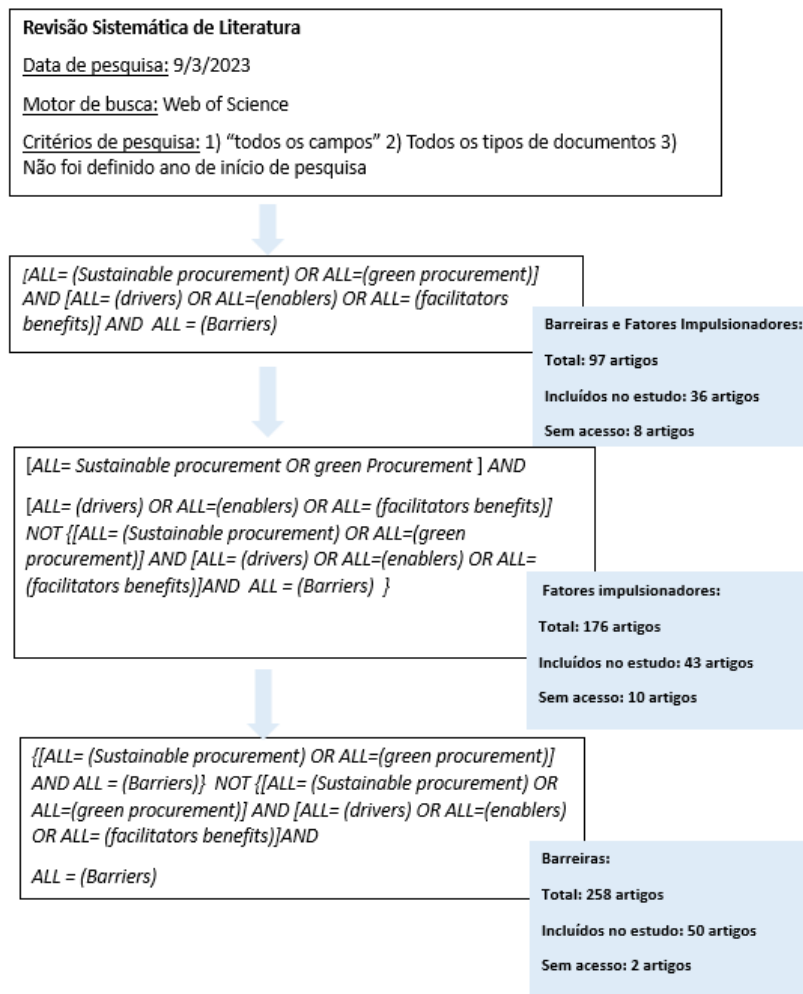 Revisão Sistemática de Literatura
Data de pesquisa: 9/3/2023
Motor de busca: Web of Science
Critérios de pesquisa: 1) “todos os campos” 2) Todos os tipos de documentos 3)
Não foi definido ano de início de pesquisa
[ALL= (Sustainable procurement) OR ALL=(green procurement)]
AND [ALL= (drivers) OR ALL=(enablers) OR ALL= (facilitators
benefits)] AND ALL = (Barriers)
Barreiras e Fatores Impulsionadores:
Total: 97 artigos
Incluídos no estudo: 36 artigos
Sem acesso: 8 artigos
[ALL= Sustainable procurement OR green Procurement ] AND
[ALL= (drivers) OR ALL=(enablers) OR ALL= (facilitators benefits)]
NOT {[ALL= (Sustainable procurement) OR ALL=(green
procurement)] AND [ALL= (drivers) OR ALL=(enablers) OR ALL=
(facilitators benefits)]AND ALL = (Barriers) }
Fatores impulsionadores:
Total: 176 artigos
Incluídos no estudo: 43 artigos
Sem acesso: 10 artigos
{[ALL= (Sustainable procurement) OR ALL=(green procurement)]
AND ALL = (Barriers)} NOT {[ALL= (Sustainable procurement) OR
ALL=(green procurement)] AND [ALL= (drivers) OR ALL=(enablers)
OR ALL= (facilitators benefits)]AND
ALL = (Barriers)
Barreiras:
Total: 258 artigos
Incluídos no estudo: 50 artigos
Sem acesso: 2 artigos